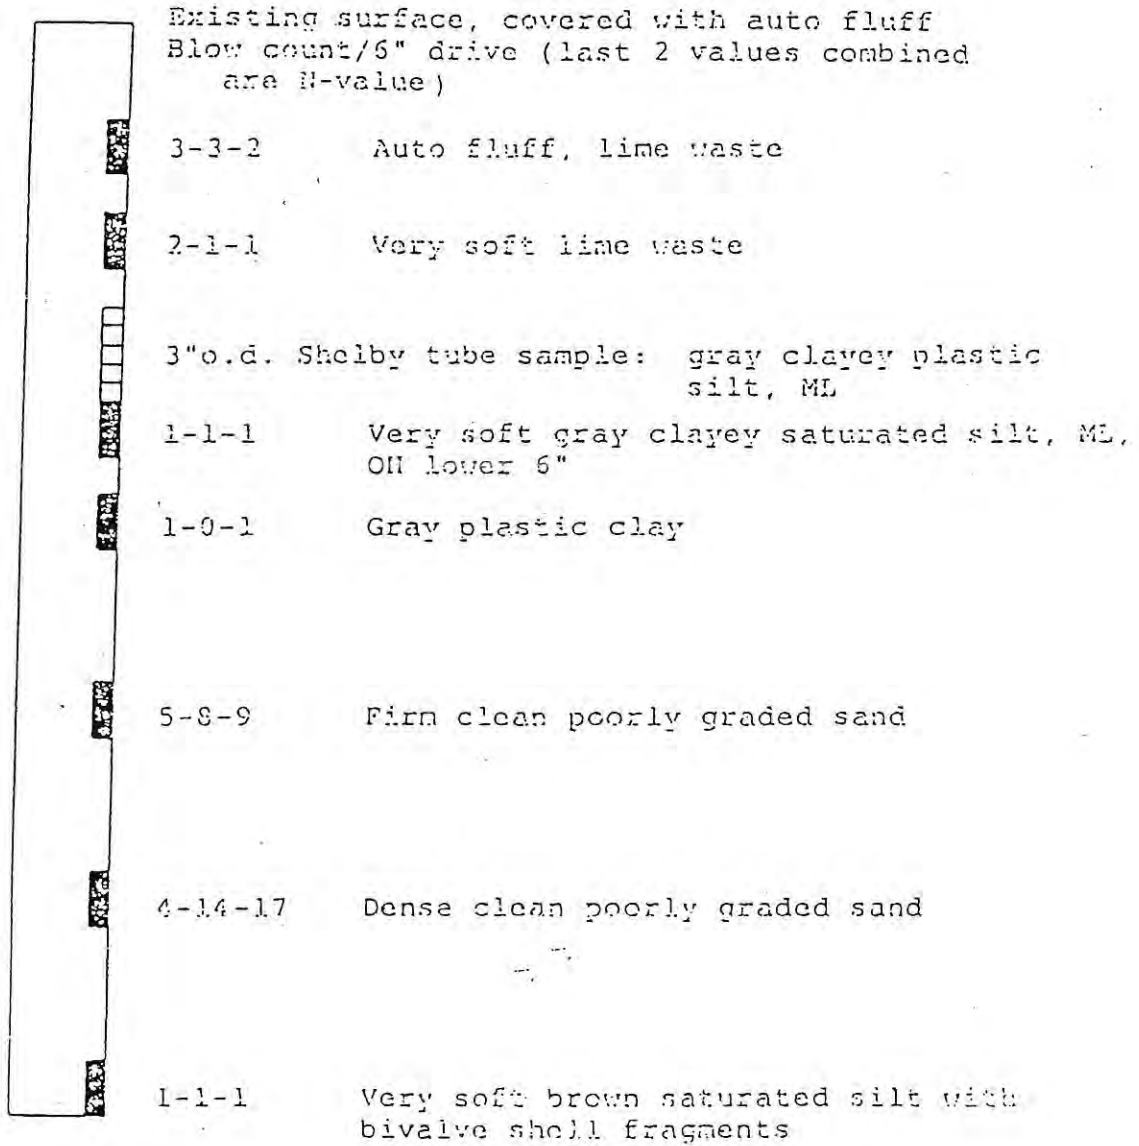 Existing surface, covered with auto fluff
Blow count/6" drive (last 2 values combined
are N-value)
3-3-2 Auto fluff, lime waste
2-1-1 Very soft lime waste
3"o.d. Shelby tube sample: gray clayey plastic
silt, ML
1-1-1 Very soft gray clayey saturated silt, ML,
OH lower 6"
1-0-1 Gray plastic clay
5-8-9 Firm clean poorly graded sand
4-14-17 Dense clean poorly graded sand
1-1-1 Very soft brown saturated silt with
bivalve shell fragments